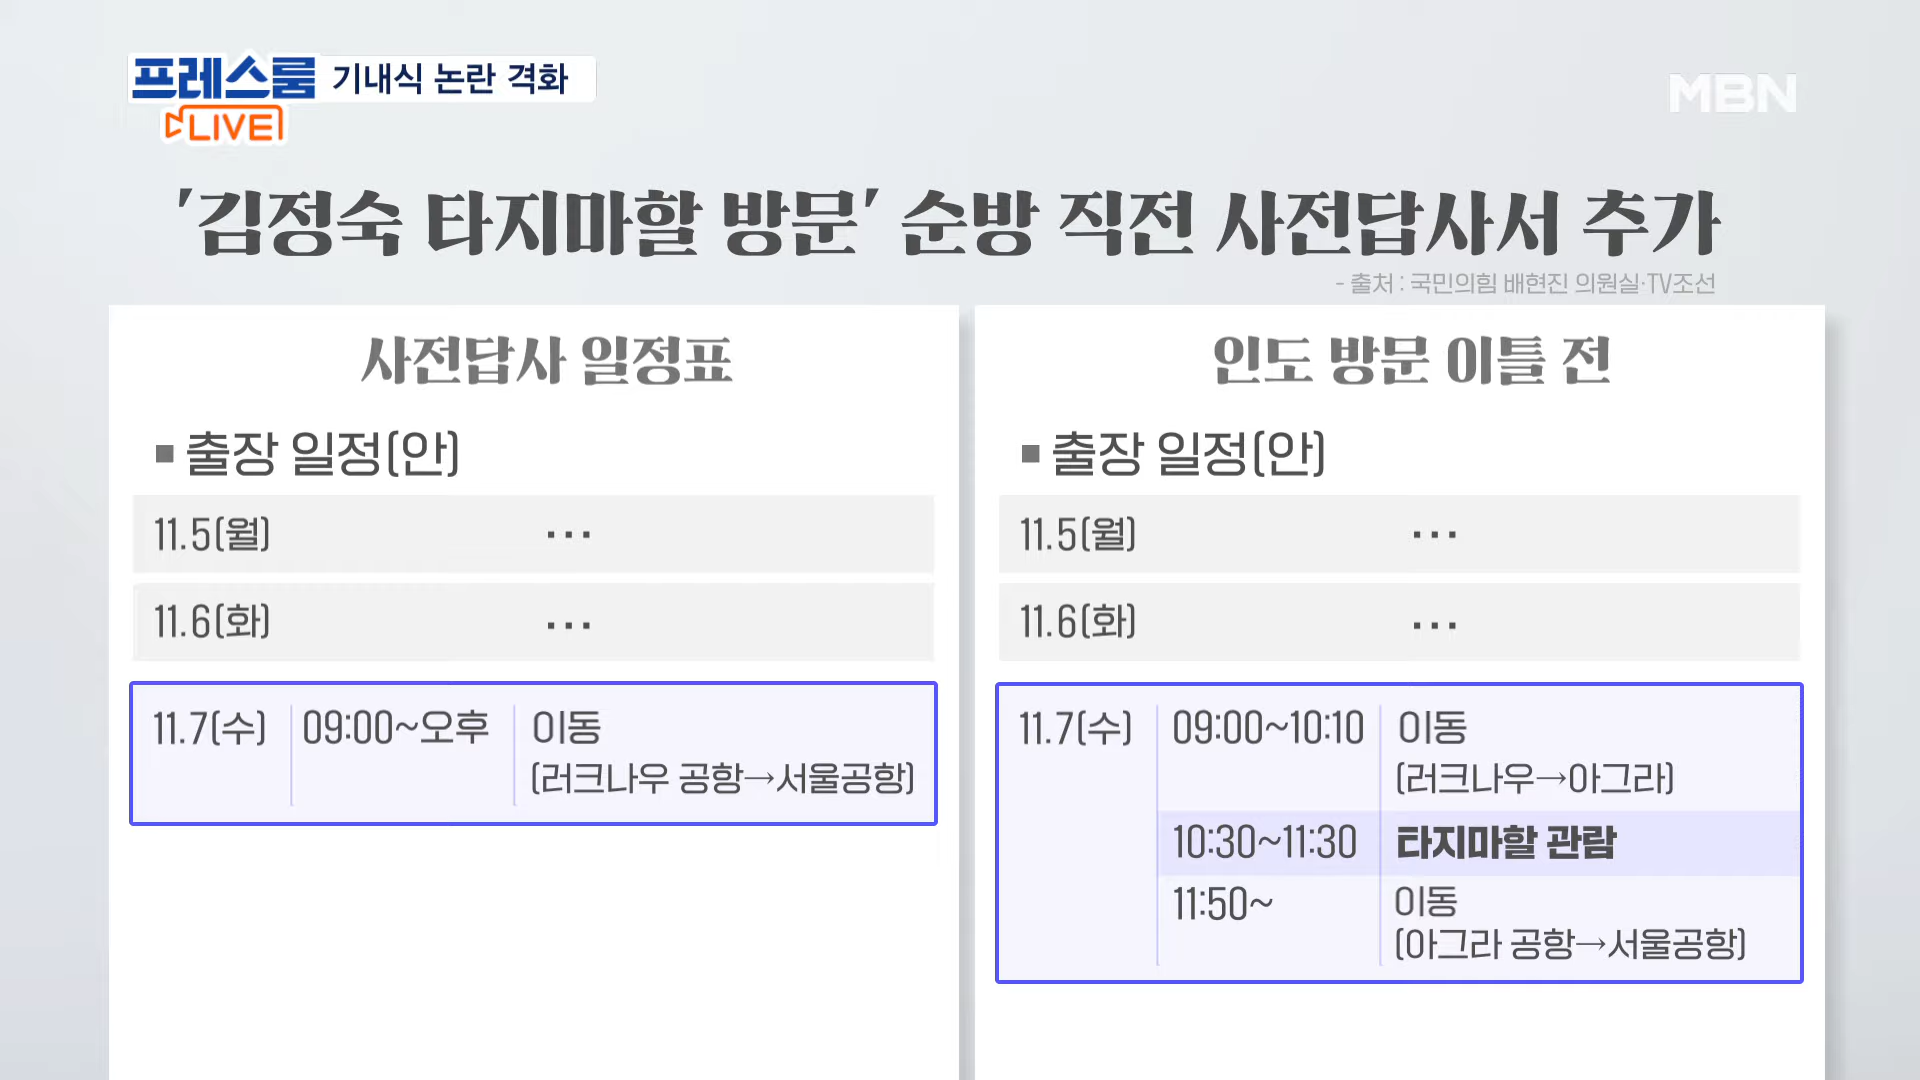 프레스룸 기내식 논란 격화
LIVE
MBN
'김정숙 타지마할 방문' 순방 직전 사전답사서 추가
- 출처 : 국민의힘 배현진 의원실·TV조선
사전답사 일정표
■ 출장 일정(안)
11.5(월) ...
11.6(화) ...
11.7(수) 09:00~오후 이동
(러크나우 공항→서울공항)
인도 방문 이틀 전
■ 출장 일정(안)
11.5(월) ...
11.6(화) ...
11.7(수) 09:00~10:10 이동
(러크나우→아그라)
10:30~11:30 타지마할 관람
11:50~ 이동
(아그라 공항→서울공항)